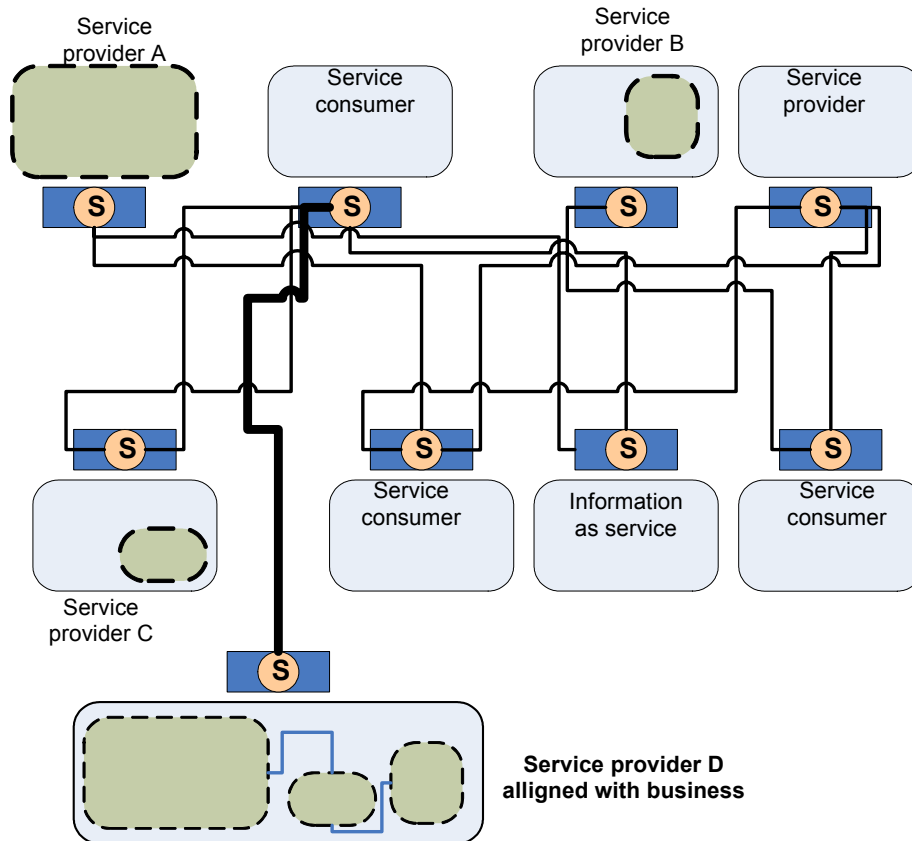 Service
provider A
Service
consumer
Service
provider B
Service
provider
S
S
S
S
S
S
S
S
Service
consumer
Information
as service
Service
consumer
Service
provider C
S
Service provider D
alligned with business